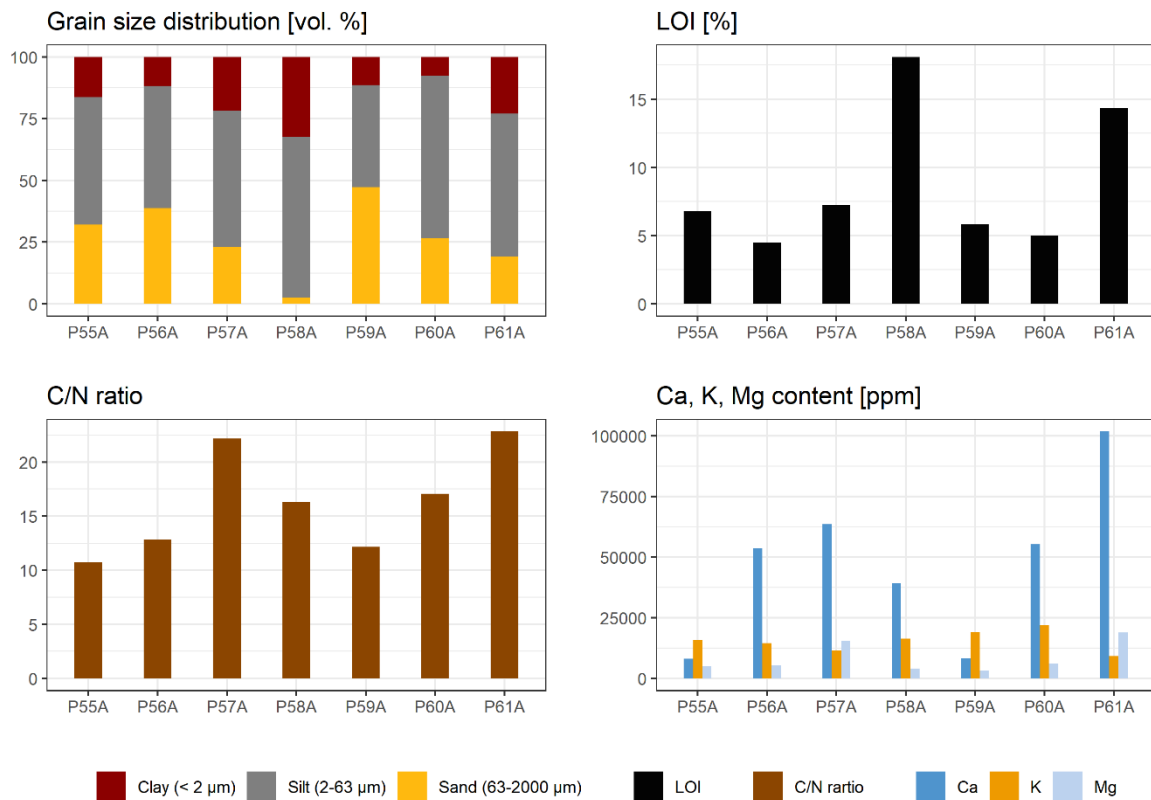 Grain size distribution [vol. %]
100
75
50
25
0
P55A P56A P57A P58A P59A P60A P61A
LOI [%]
15
10
5
0
P55A P56A P57A P58A P59A P60A P61A
C/N ratio
20
15
10
5
0
P55A P56A P57A P58A P59A P60A P61A
Ca, K, Mg content [ppm]
100000
75000
50000
25000
0
P55A P56A P57A P58A P59A P60A P61A
Clay (< 2 µm) Silt (2-63 µm) Sand (63-2000 µm) LOI C/N rartio Ca K Mg